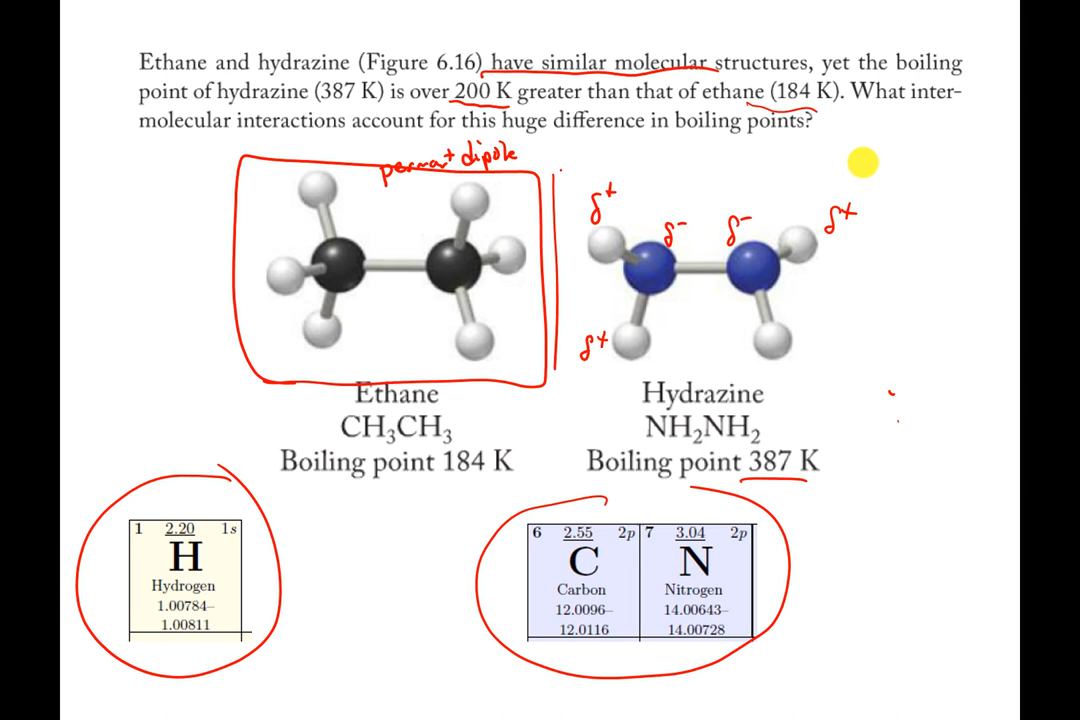 Ethane and hydrazine (Figure 6.16) have similar molecular structures, yet the boiling
point of hydrazine (387 K) is over 200 K greater than that of ethane (184 K). What inter-
molecular interactions account for this huge difference in boiling points?
dipole
δ+
δ-
δ-
δ+
δ+
Ethane
CH₃CH₃
Boiling point 184 K
Hydrazine
NH₂NH₂
Boiling point 387 K
1 2.20 1s
H
Hydrogen
1.00784–
1.00811
6 2.55 2p
C
Carbon
12.0096–
12.0116
7 3.04 2p
N
Nitrogen
14.00643–
14.00728